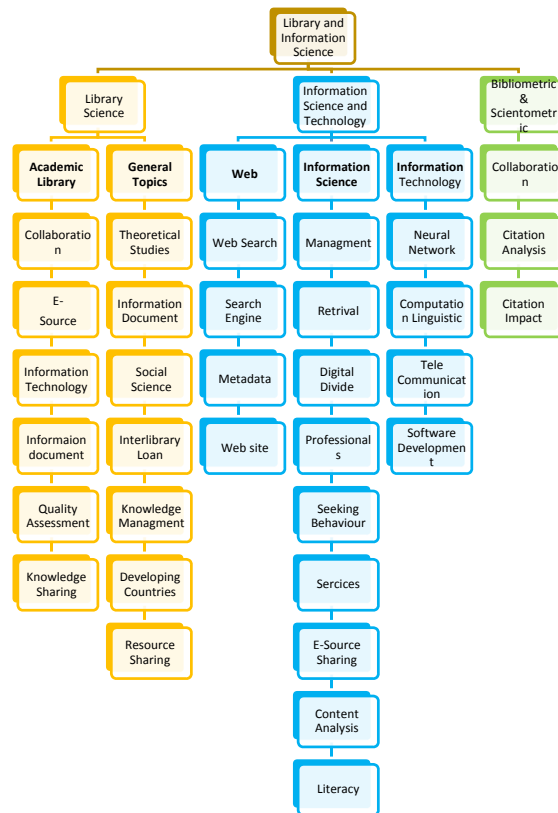 Library and
Information
Science
Library
Science
Information
Science and
Technology
Bibliometric
&
Scientometr
ic
Academic
Library
General
Topics
Web
Information
Science
Information
Technology
Collaboratio
n
Collaboratio
n
Theoretical
Studies
Web Search
Managment
Neural
Network
Citation
Analysis
E-
Source
Information
Document
Search
Engine
Retrival
Computatio
n Linguistic
Citation
Impact
Information
Technology
Social
Science
Metadata
Digital
Divide
Tele
Communicat
ion
Informaion
document
Interlibrary
Loan
Web site
Professional
s
Software
Developmen
t
Quality
Assessment
Knowledge
Managment
Seeking
Behaviour
Knowledge
Sharing
Developing
Countries
Sercices
Resource
Sharing
E-Source
Sharing
Content
Analysis
Literacy